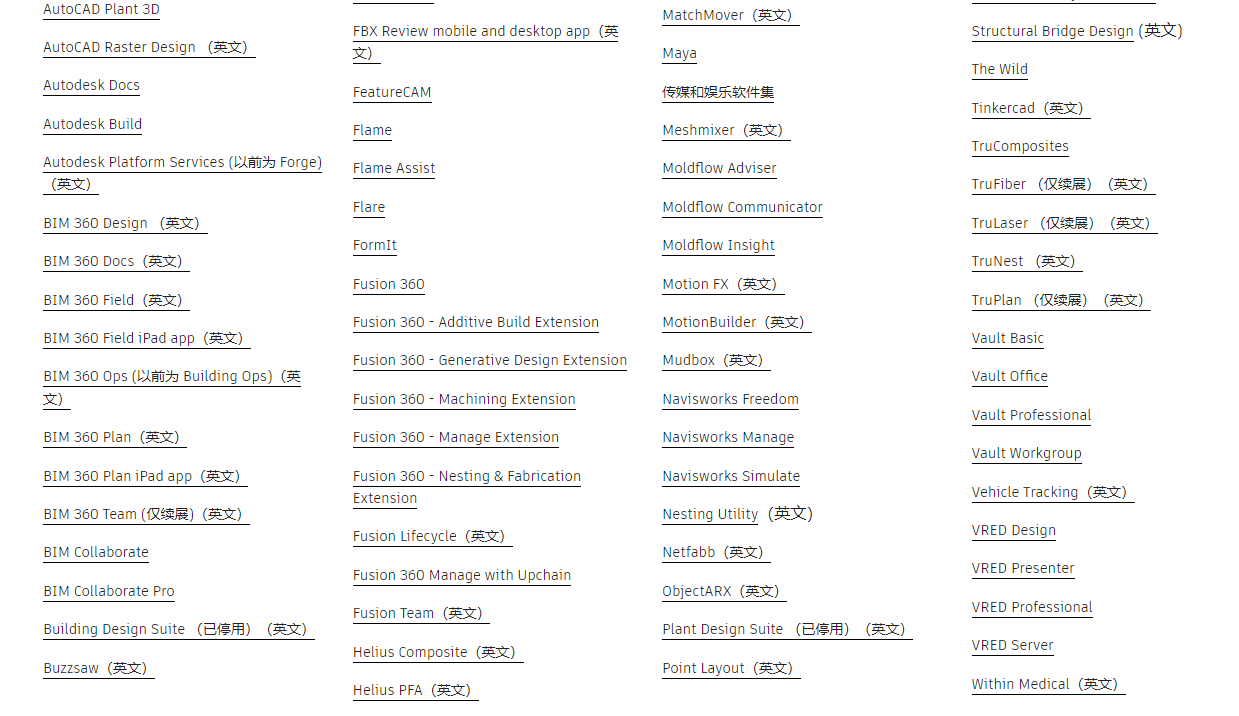 AutoCAD Plant 3D
AutoCAD Raster Design （英文）
Autodesk Docs
Autodesk Build
Autodesk Platform Services (以前为 Forge)
（英文）
BIM 360 Design （英文）
BIM 360 Docs（英文）
BIM 360 Field（英文）
BIM 360 Field iPad app（英文）
BIM 360 Ops (以前为 Building Ops)（英
文）
BIM 360 Plan（英文）
BIM 360 Plan iPad app（英文）
BIM 360 Team (仅续展)（英文）
BIM Collaborate
BIM Collaborate Pro
Building Design Suite （已停用）（英文）
Buzzsaw（英文）
FBX Review mobile and desktop app（英
文）
FeatureCAM
Flame
Flame Assist
Flare
FormIt
Fusion 360
Fusion 360 - Additive Build Extension
Fusion 360 - Generative Design Extension
Fusion 360 - Machining Extension
Fusion 360 - Manage Extension
Fusion 360 - Nesting & Fabrication
Extension
Fusion Lifecycle（英文）
Fusion 360 Manage with Upchain
Fusion Team（英文）
Helius Composite（英文）
Helius PFA（英文）
MatchMover（英文）
Maya
传媒和娱乐软件集
Meshmixer（英文）
Moldflow Adviser
Moldflow Communicator
Moldflow Insight
Motion FX（英文）
MotionBuilder（英文）
Mudbox（英文）
Navisworks Freedom
Navisworks Manage
Navisworks Simulate
Nesting Utility（英文）
Netfabb（英文）
ObjectARX（英文）
Plant Design Suite （已停用）（英文）
Point Layout（英文）
Structural Bridge Design (英文)
The Wild
Tinkercad（英文）
TruComposites
TruFiber （仅续展）（英文）
TruLaser （仅续展）（英文）
TruNest （英文）
TruPlan （仅续展）（英文）
Vault Basic
Vault Office
Vault Professional
Vault Workgroup
Vehicle Tracking（英文）
VRED Design
VRED Presenter
VRED Professional
VRED Server
Within Medical（英文）